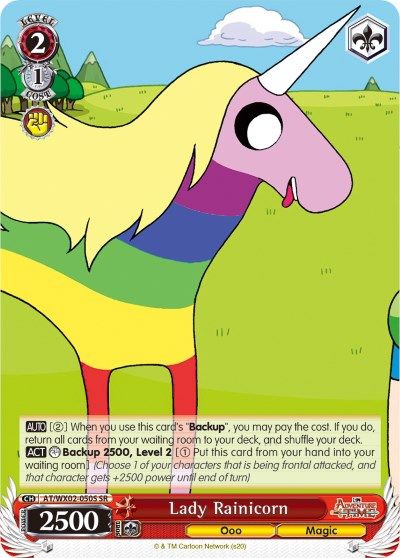 LEVEL
2
1
COST
AUTO [②] When you use this card's "Backup", you may pay the cost. If you do,
return all cards from your waiting room to your deck, and shuffle your deck.
ACT Backup 2500, Level 2 [① Put this card from your hand into your
waiting room] (Choose 1 of your characters that is being frontal attacked, and
that character gets +2500 power until end of turn)
CH AT/WX02-050S SR
Lady Rainicorn
POWER
2500
Ooo
Magic
ADVENTURE TIME
© & TM Cartoon Network (s20)